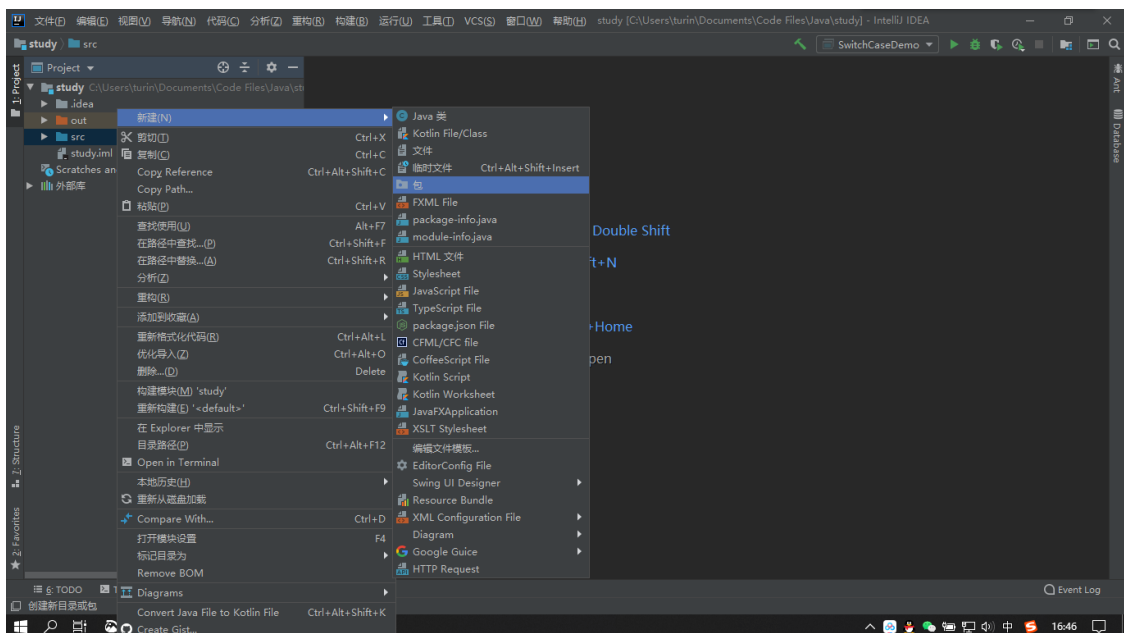 文件(F) 编辑(E) 视图(V) 导航(N) 代码(C) 分析(Z) 重构(R) 构建(B) 运行(U) 工具(T) VCS(S) 窗口(W) 帮助(H) study [C:\Users\turin\Documents\Code Files\Java\study] - IntelliJ IDEA
study src
SwitchCaseDemo
1: Project
Project
study C:\Users\turin\Documents\Code Files\Java\st
.idea
out
src
study.iml
Scratches an
外部库
新建(N)
剪切(T) Ctrl+X
复制(C) Ctrl+C
Copy Reference Ctrl+Alt+Shift+C
Copy Path...
粘贴(P) Ctrl+V
查找使用(U) Alt+F7
在路径中查找...(P) Ctrl+Shift+F
在路径中替换...(A) Ctrl+Shift+R
分析(Z)
重构(R)
添加到收藏(A)
重新格式化代码(R) Ctrl+Alt+L
优化导入(Z) Ctrl+Alt+O
删除...(D) Delete
构建模块(M) 'study'
重新构建(E) '<default>' Ctrl+Shift+F9
在 Explorer 中显示
目录路径(P) Ctrl+Alt+F12
Open in Terminal
本地历史(H)
重新从磁盘加载
Compare With... Ctrl+D
打开模块设置 F4
标记目录为
Remove BOM
Diagrams
Convert Java File to Kotlin File Ctrl+Alt+Shift+K
Create Gist...
Java 类
Kotlin File/Class
文件
临时文件 Ctrl+Alt+Shift+Insert
包
FXML File
package-info.java
module-info.java
HTML 文件
Stylesheet
JavaScript File
TypeScript File
package.json File
CFML/CFC file
CoffeeScript File
Kotlin Script
Kotlin Worksheet
JavaFXApplication
XSLT Stylesheet
编辑文件模板...
EditorConfig File
Swing UI Designer
Resource Bundle
XML Configuration File
Diagram
Google Guice
HTTP Request
Double Shift
ft+N
+Home
pen
Ant
Database
7: Structure
2: Favorites
6: TODO
Event Log
创建新目录或包
中
16:46